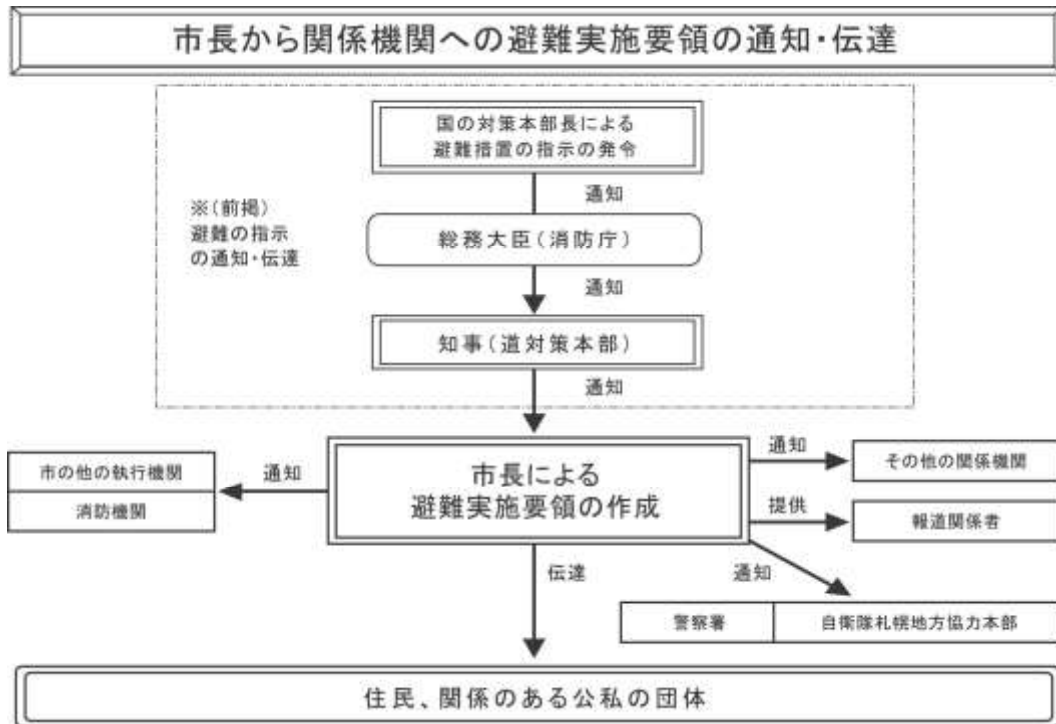 市長から関係機関への避難実施要領の通知・伝達
国の対策本部長による
避難措置の指示の発令
通知
※(前掲)
避難の指示
の通知・伝達
総務大臣(消防庁)
通知
知事(道対策本部)
通知
市の他の執行機関
消防機関
通知
市長による
避難実施要領の作成
通知
その他の関係機関
提供
報道関係者
伝達
通知
警察署
自衛隊札幌地方協力本部
住民、関係のある公私の団体